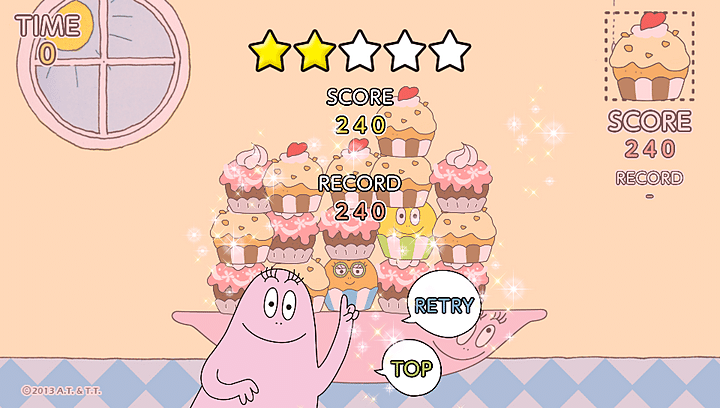 TIME
0
SCORE
240
RECORD
240
SCORE
240
RECORD
-
RETRY
TOP
©2013 A.T. & T.T.